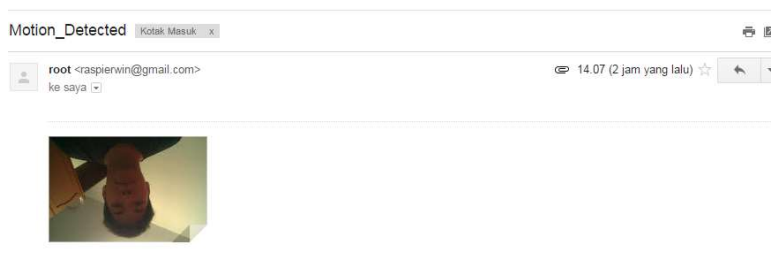 Motion_Detected Kotak Masuk x
root <raspierwin@gmail.com> 14.07 (2 jam yang lalu)
ke saya